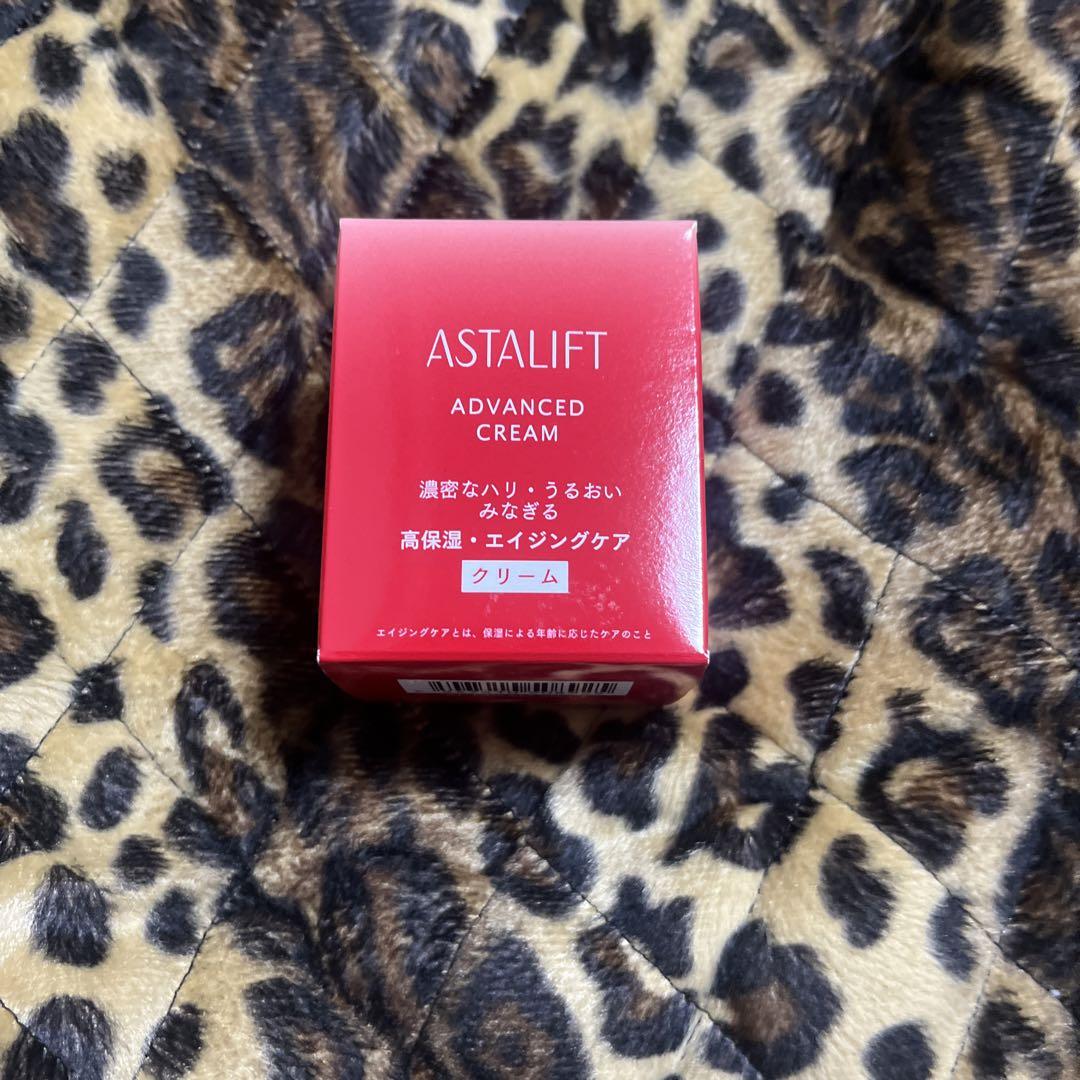 ASTALIFT
ADVANCED
CREAM
濃密なハリ・うるおい
みなぎる
高保湿・エイジングケア
クリーム
エイジングケアとは、保湿による年齢に応じたケアのこと